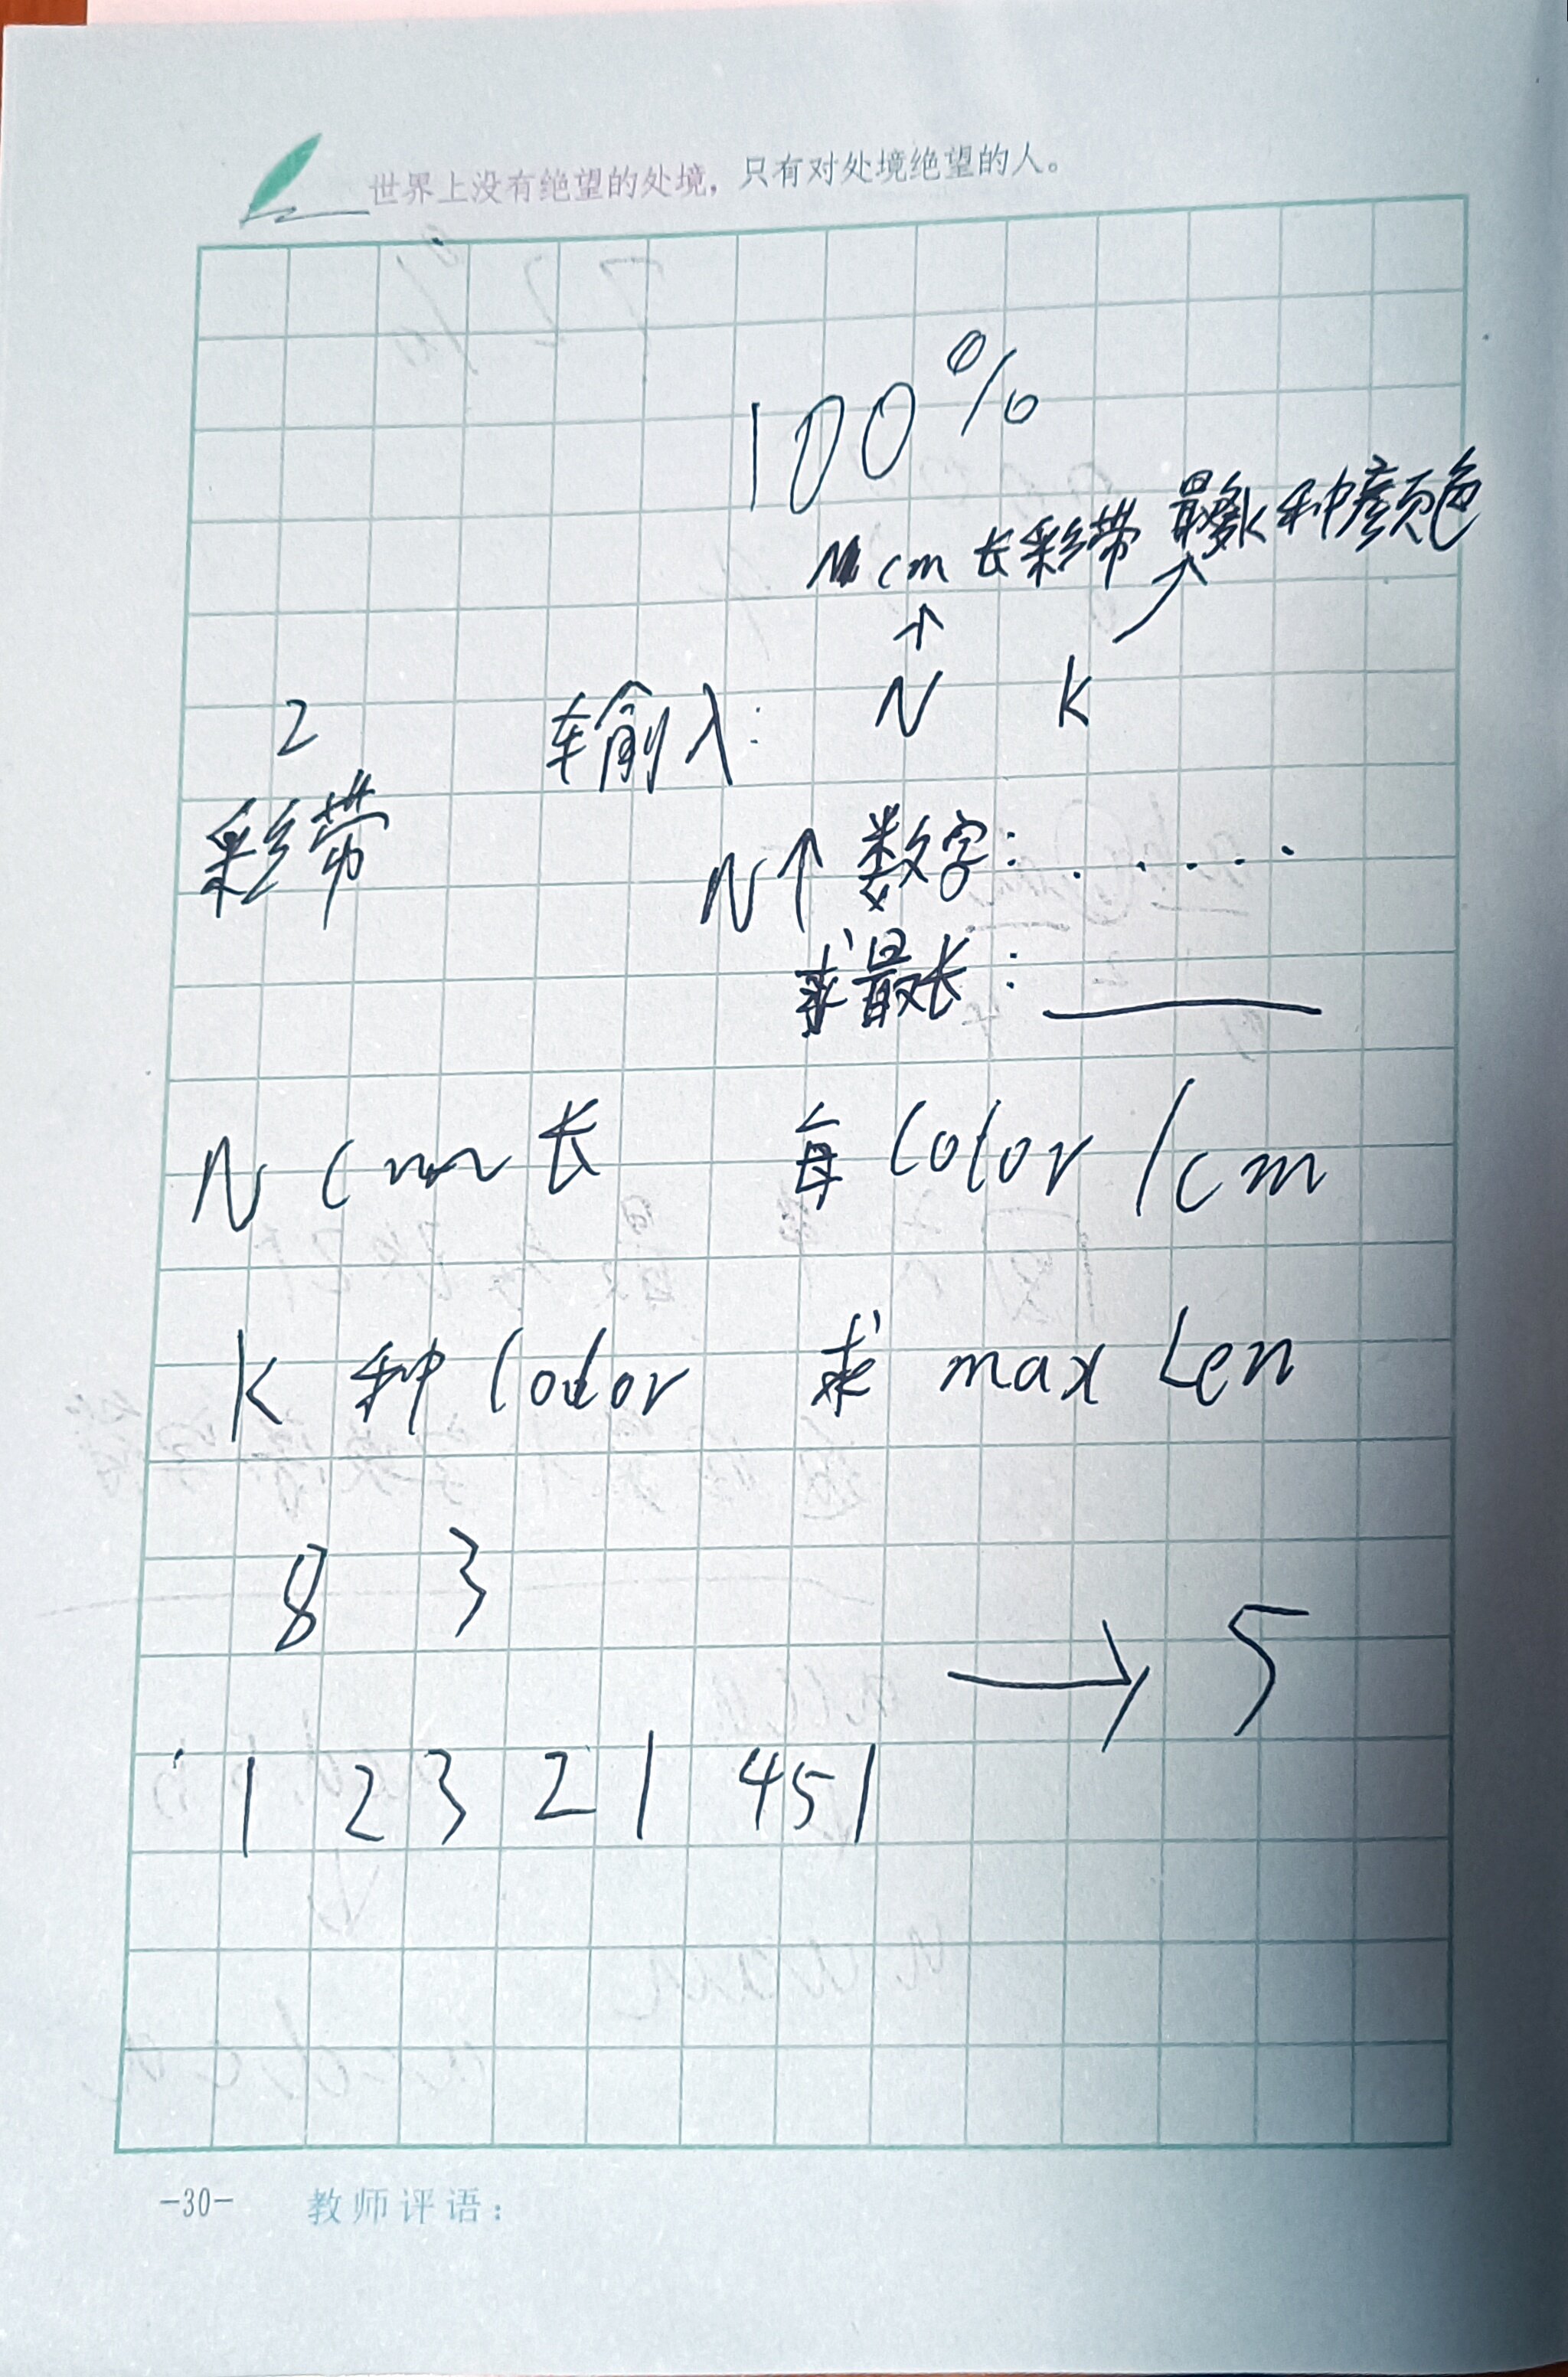 世界上没有绝望的处境，只有对处境绝望的人。
100%
N cm 长彩带 最多k种颜色
2 输入： N K
彩带 N个 数字：.....
求最长：
N cm 长 每 color 1cm
K 种 Color 求 max Len
8 3
→ 5
1 2 3 2 1 4 5 1
-30- 教师评语：